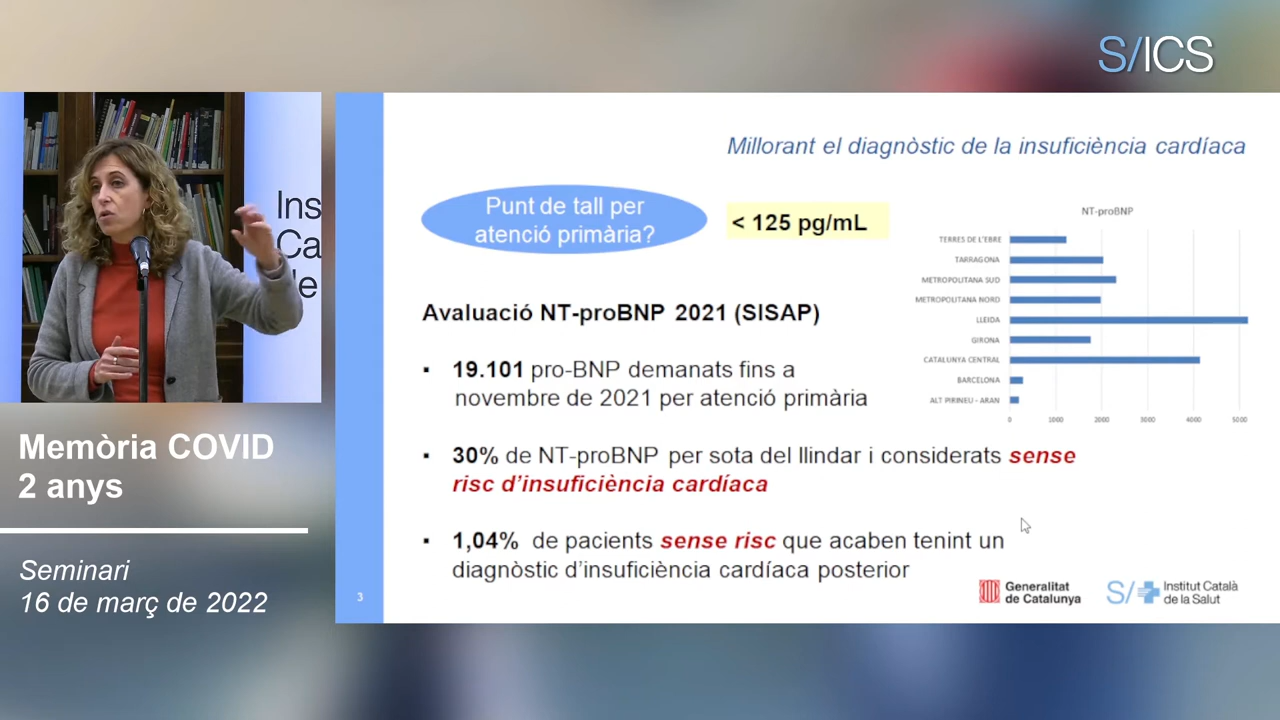 S/ICS
Ins
Ca
de
Memòria COVID
2 anys
Seminari
16 de març de 2022
Millorant el diagnòstic de la insuficiència cardíaca
Punt de tall per
atenció primària?
< 125 pg/mL
NT-proBNP
TERRES DE L'EBRE
TARRAGONA
METROPOLITANA SUD
METROPOLITANA NORD
LLEIDA
GIRONA
CATALUNYA CENTRAL
BARCELONA
ALT PIRINEU - ARAN
0 1000 2000 3000 4000 5000
Avaluació NT-proBNP 2021 (SISAP)
▪ 19.101 pro-BNP demanats fins a
novembre de 2021 per atenció primària
▪ 30% de NT-proBNP per sota del llindar i considerats sense
risc d'insuficiència cardíaca
▪ 1,04% de pacients sense risc que acaben tenint un
diagnòstic d'insuficiència cardíaca posterior
3
Generalitat
de Catalunya
S/
Institut Català
de la Salut